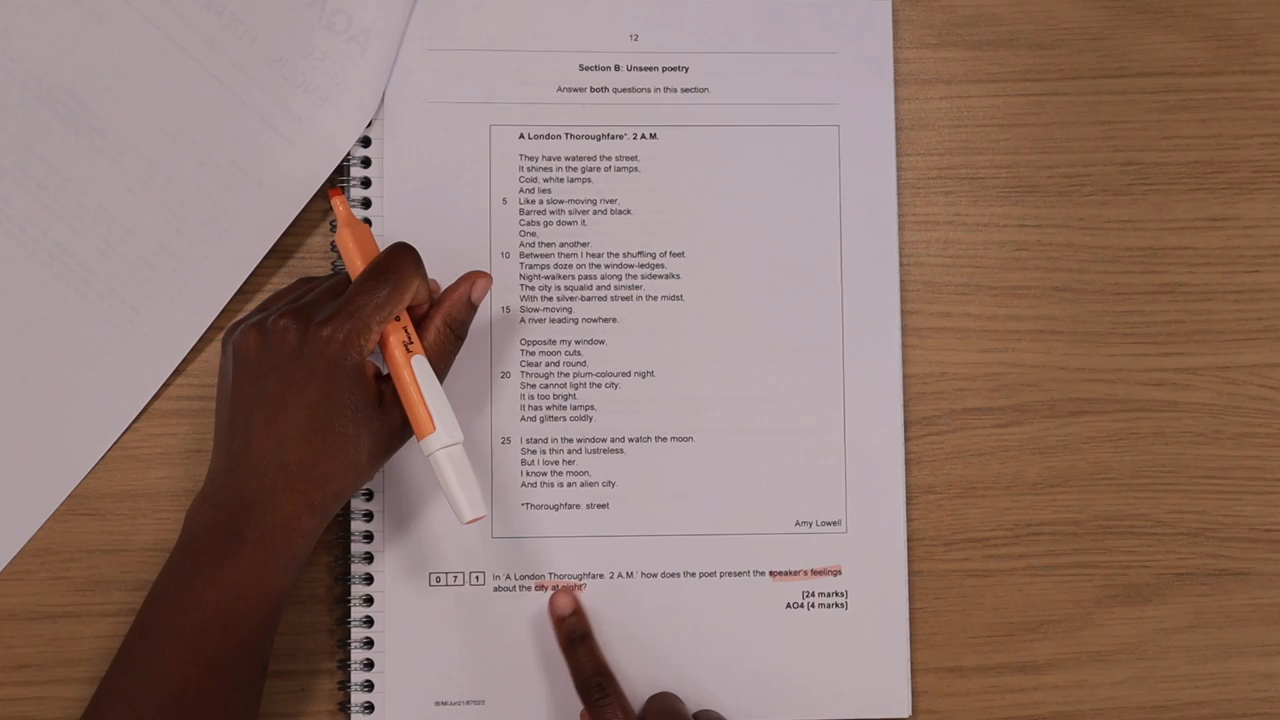 12
Section B: Unseen poetry
Answer both questions in this section.
A London Thoroughfare*. 2 A.M.
They have watered the street,
It shines in the glare of lamps,
Cold, white lamps,
And lies
5 Like a slow-moving river,
Barred with silver and black.
Cabs go down it,
One,
And then another.
10 Between them I hear the shuffling of feet.
Tramps doze on the window-ledges,
Night-walkers pass along the sidewalks.
The city is squalid and sinister,
With the silver-barred street in the midst,
15 Slow-moving,
A river leading nowhere.
Opposite my window,
The moon cuts,
Clear and round,
20 Through the plum-coloured night.
She cannot light the city;
It is too bright.
It has white lamps,
And glitters coldly.
25 I stand in the window and watch the moon.
She is thin and lustreless,
But I love her.
I know the moon,
And this is an alien city.
*Thoroughfare: street
Amy Lowell
0 7 . 1 In 'A London Thoroughfare. 2 A.M.' how does the poet present the speaker's feelings
about the city at night?
[24 marks]
AO4 [4 marks]
IB/M/Jun21/8702/2